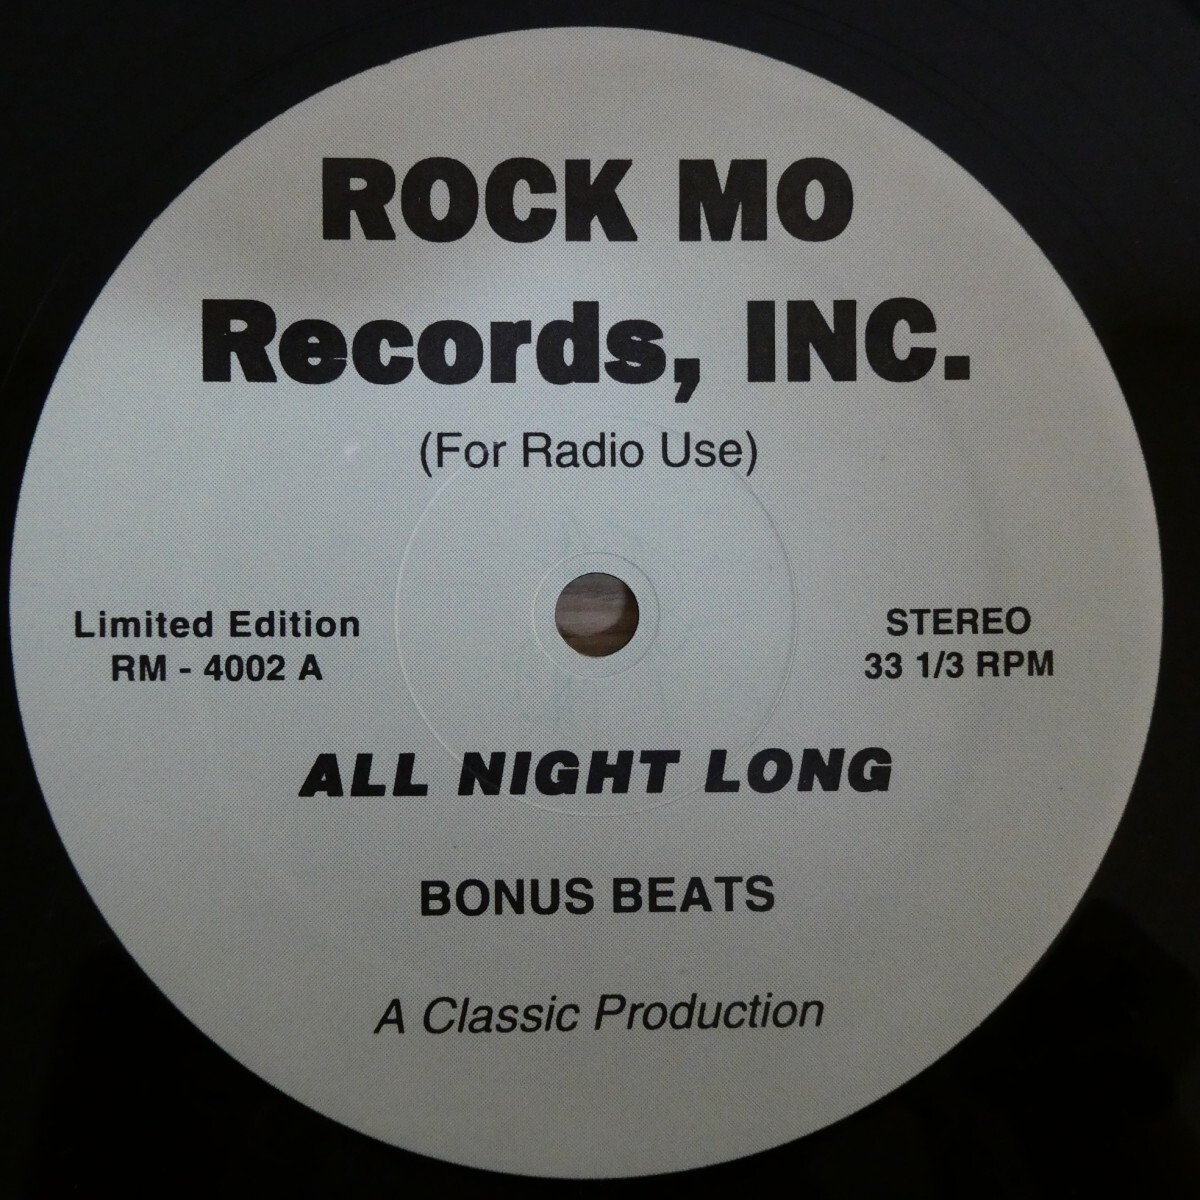 ROCK MO
Records, INC.
(For Radio Use)
Limited Edition
RM - 4002 A
STEREO
33 1/3 RPM
ALL NIGHT LONG
BONUS BEATS
A Classic Production